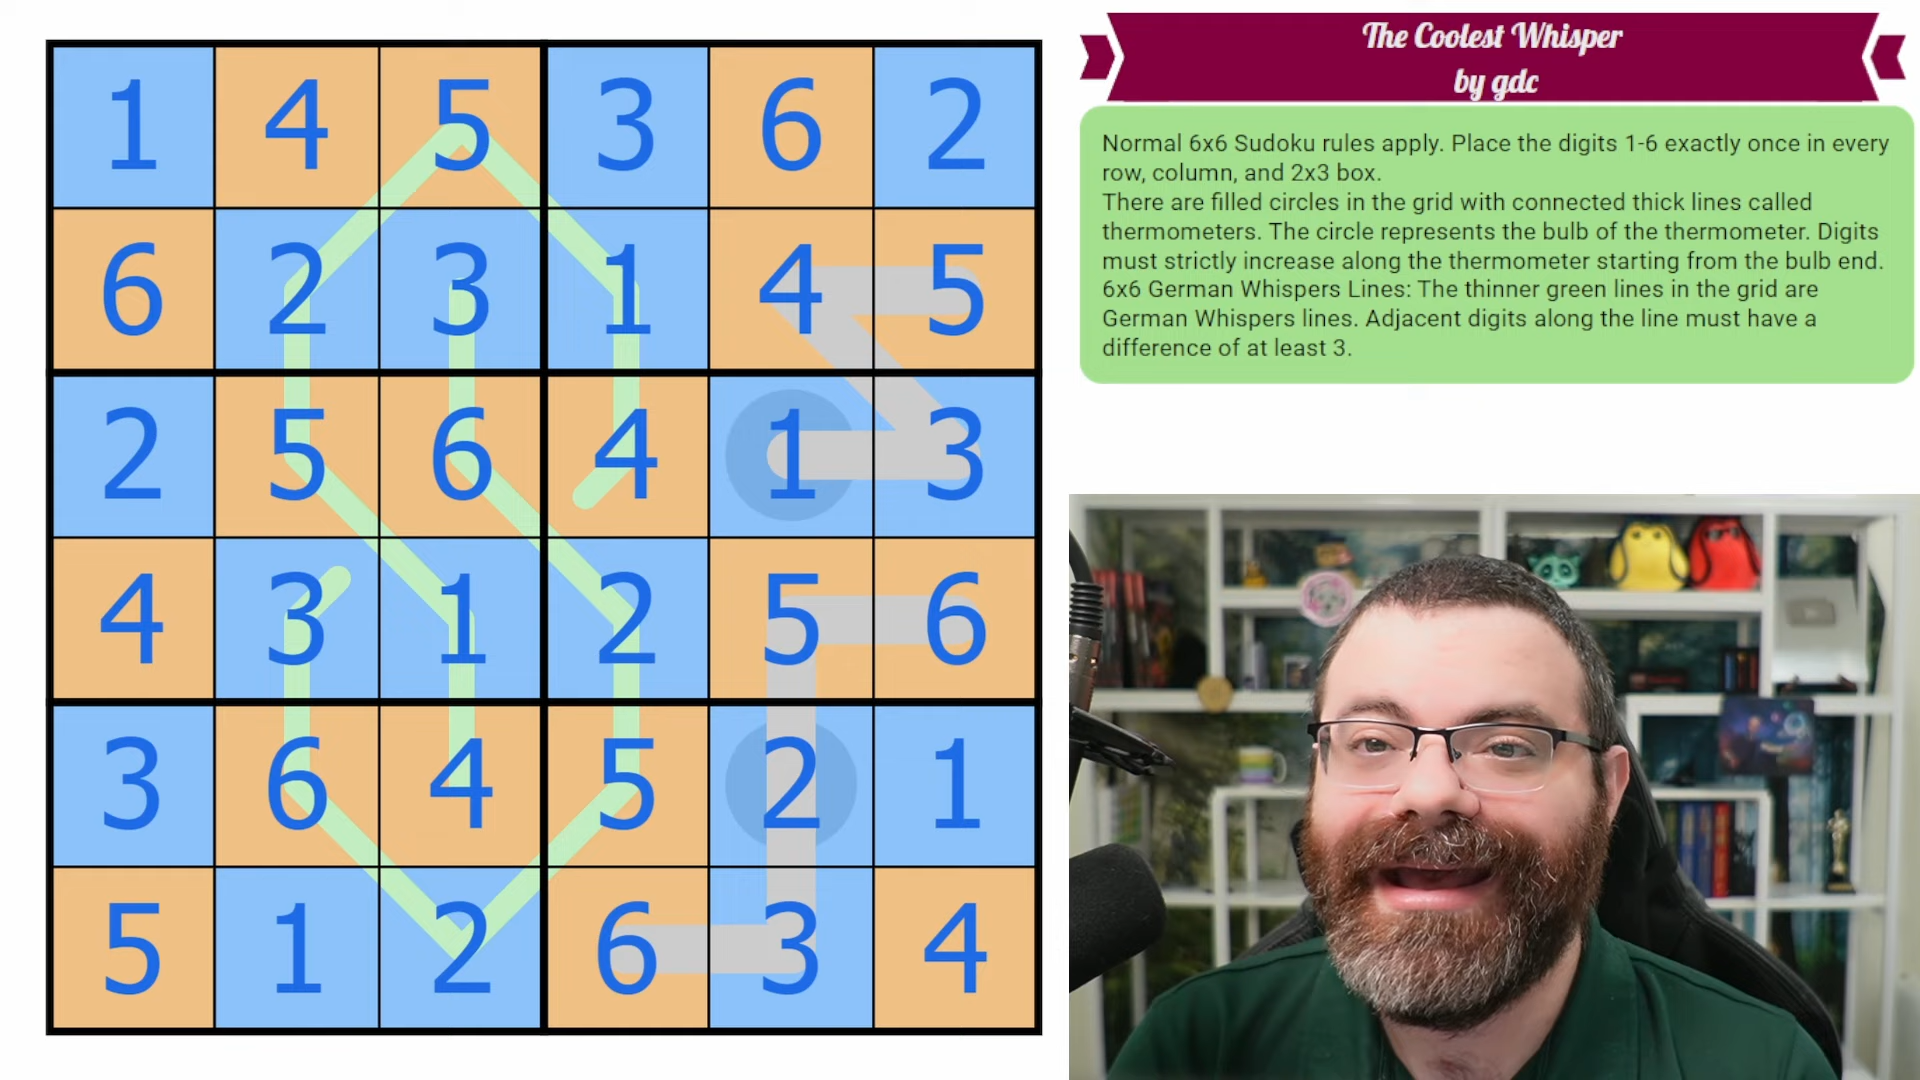 The Coolest Whisper
by gdc
Normal 6x6 Sudoku rules apply. Place the digits 1-6 exactly once in every
row, column, and 2x3 box.
There are filled circles in the grid with connected thick lines called
thermometers. The circle represents the bulb of the thermometer. Digits
must strictly increase along the thermometer starting from the bulb end.
6x6 German Whispers Lines: The thinner green lines in the grid are
German Whispers lines. Adjacent digits along the line must have a
difference of at least 3.
1 4 5 3 6 2
6 2 3 1 4 5
2 5 6 4 1 3
4 3 1 2 5 6
3 6 4 5 2 1
5 1 2 6 3 4